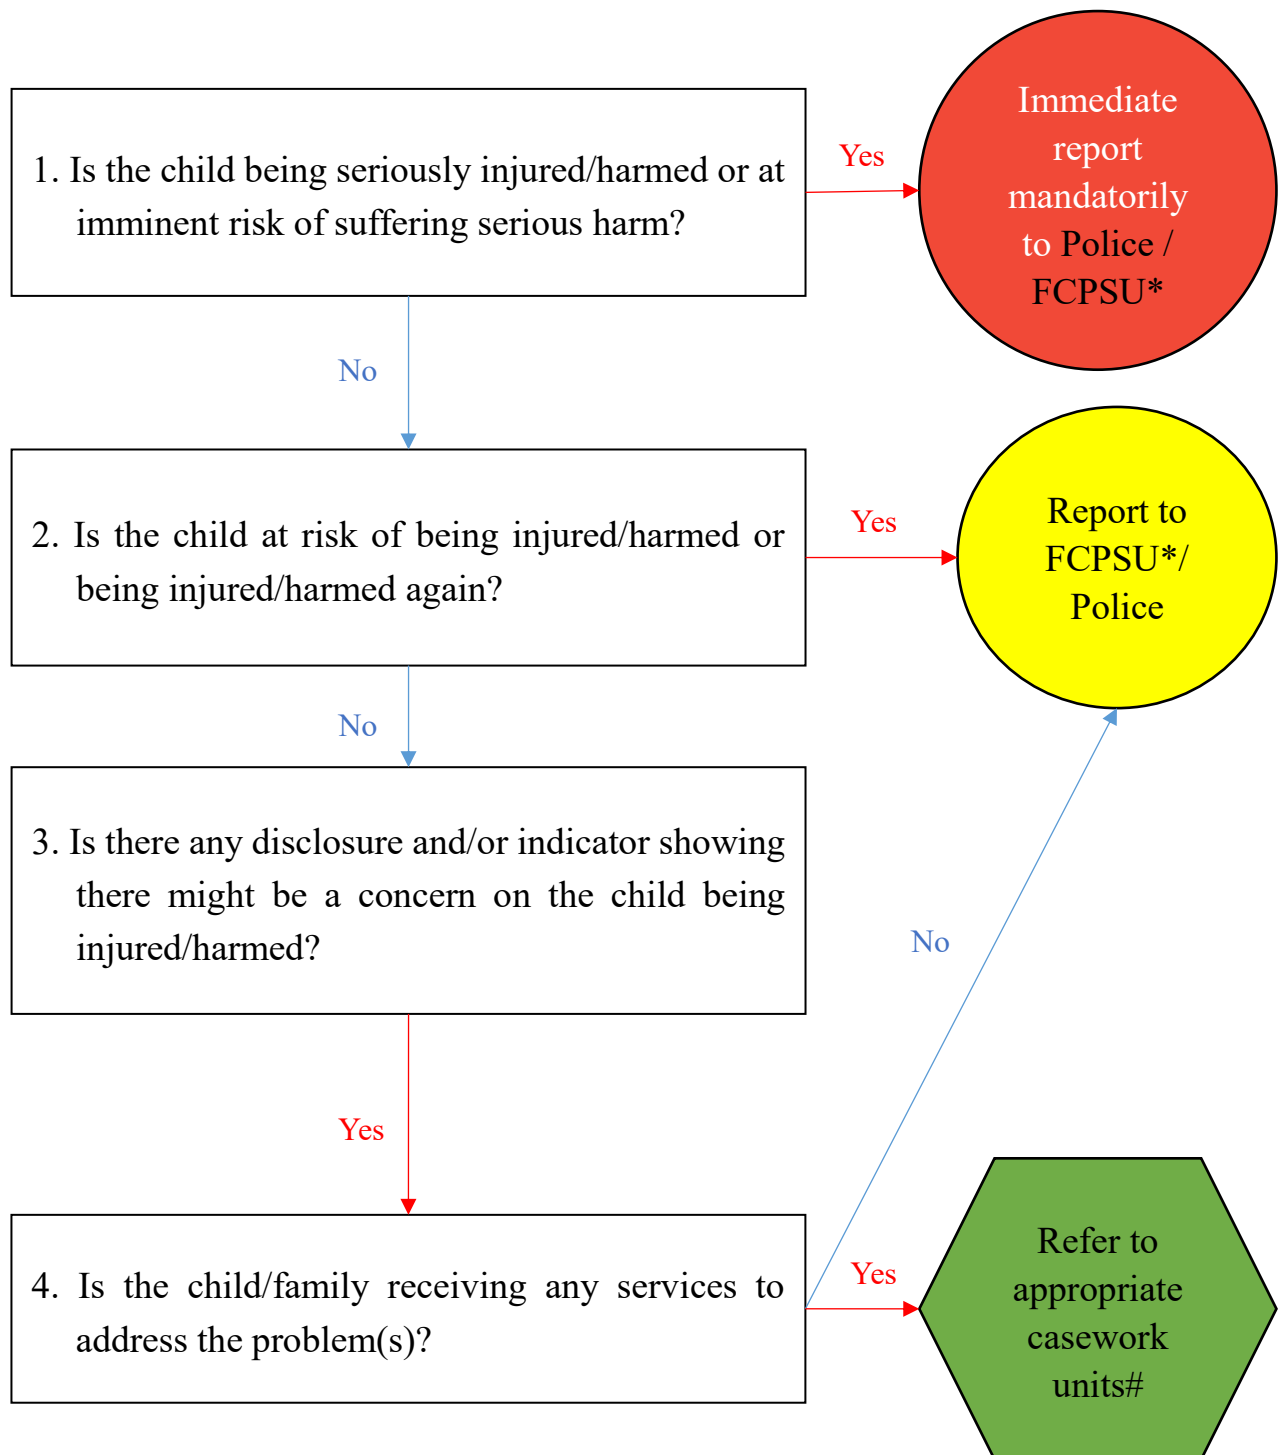 1. Is the child being seriously injured/harmed or at
imminent risk of suffering serious harm?
Yes
Immediate
report
mandatorily
to Police /
FCPSU*
No
2. Is the child at risk of being injured/harmed or
being injured/harmed again?
Yes
Report to
FCPSU*/
Police
No
3. Is there any disclosure and/or indicator showing
there might be a concern on the child being
injured/harmed?
No
Yes
4. Is the child/family receiving any services to
address the problem(s)?
Yes
Refer to
appropriate
casework
units#